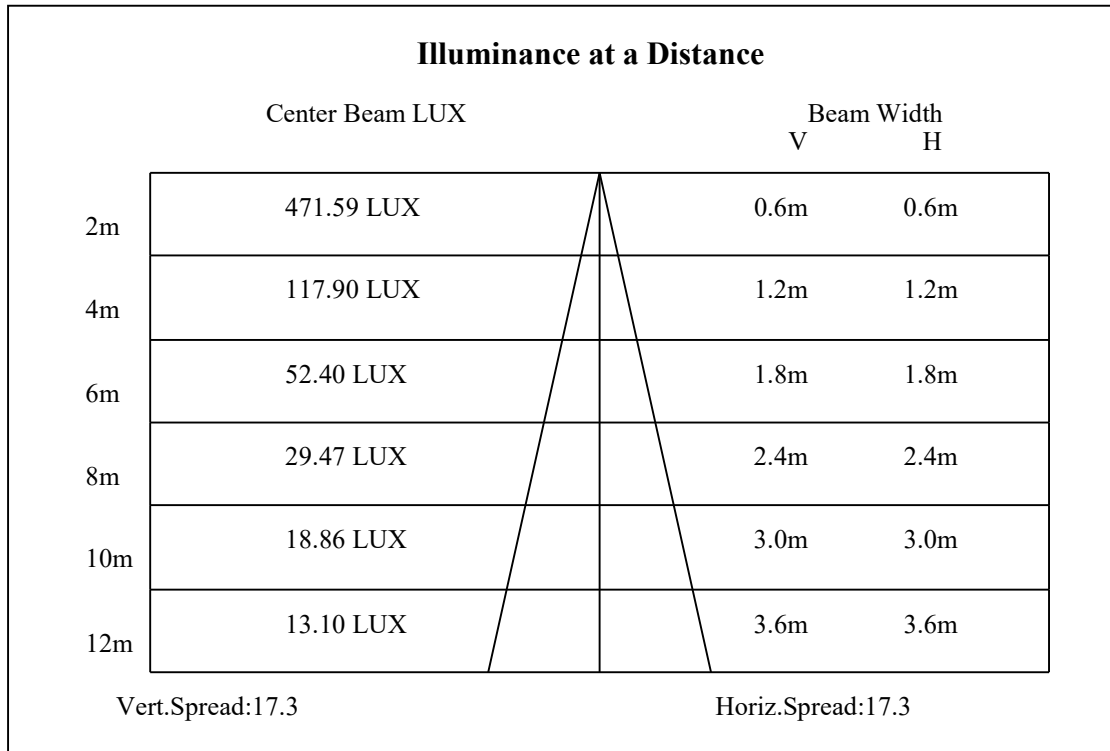 Illuminance at a Distance
Center Beam LUX Beam Width
V H
2m 471.59 LUX 0.6m 0.6m
4m 117.90 LUX 1.2m 1.2m
6m 52.40 LUX 1.8m 1.8m
8m 29.47 LUX 2.4m 2.4m
10m 18.86 LUX 3.0m 3.0m
12m 13.10 LUX 3.6m 3.6m
Vert.Spread:17.3 Horiz.Spread:17.3